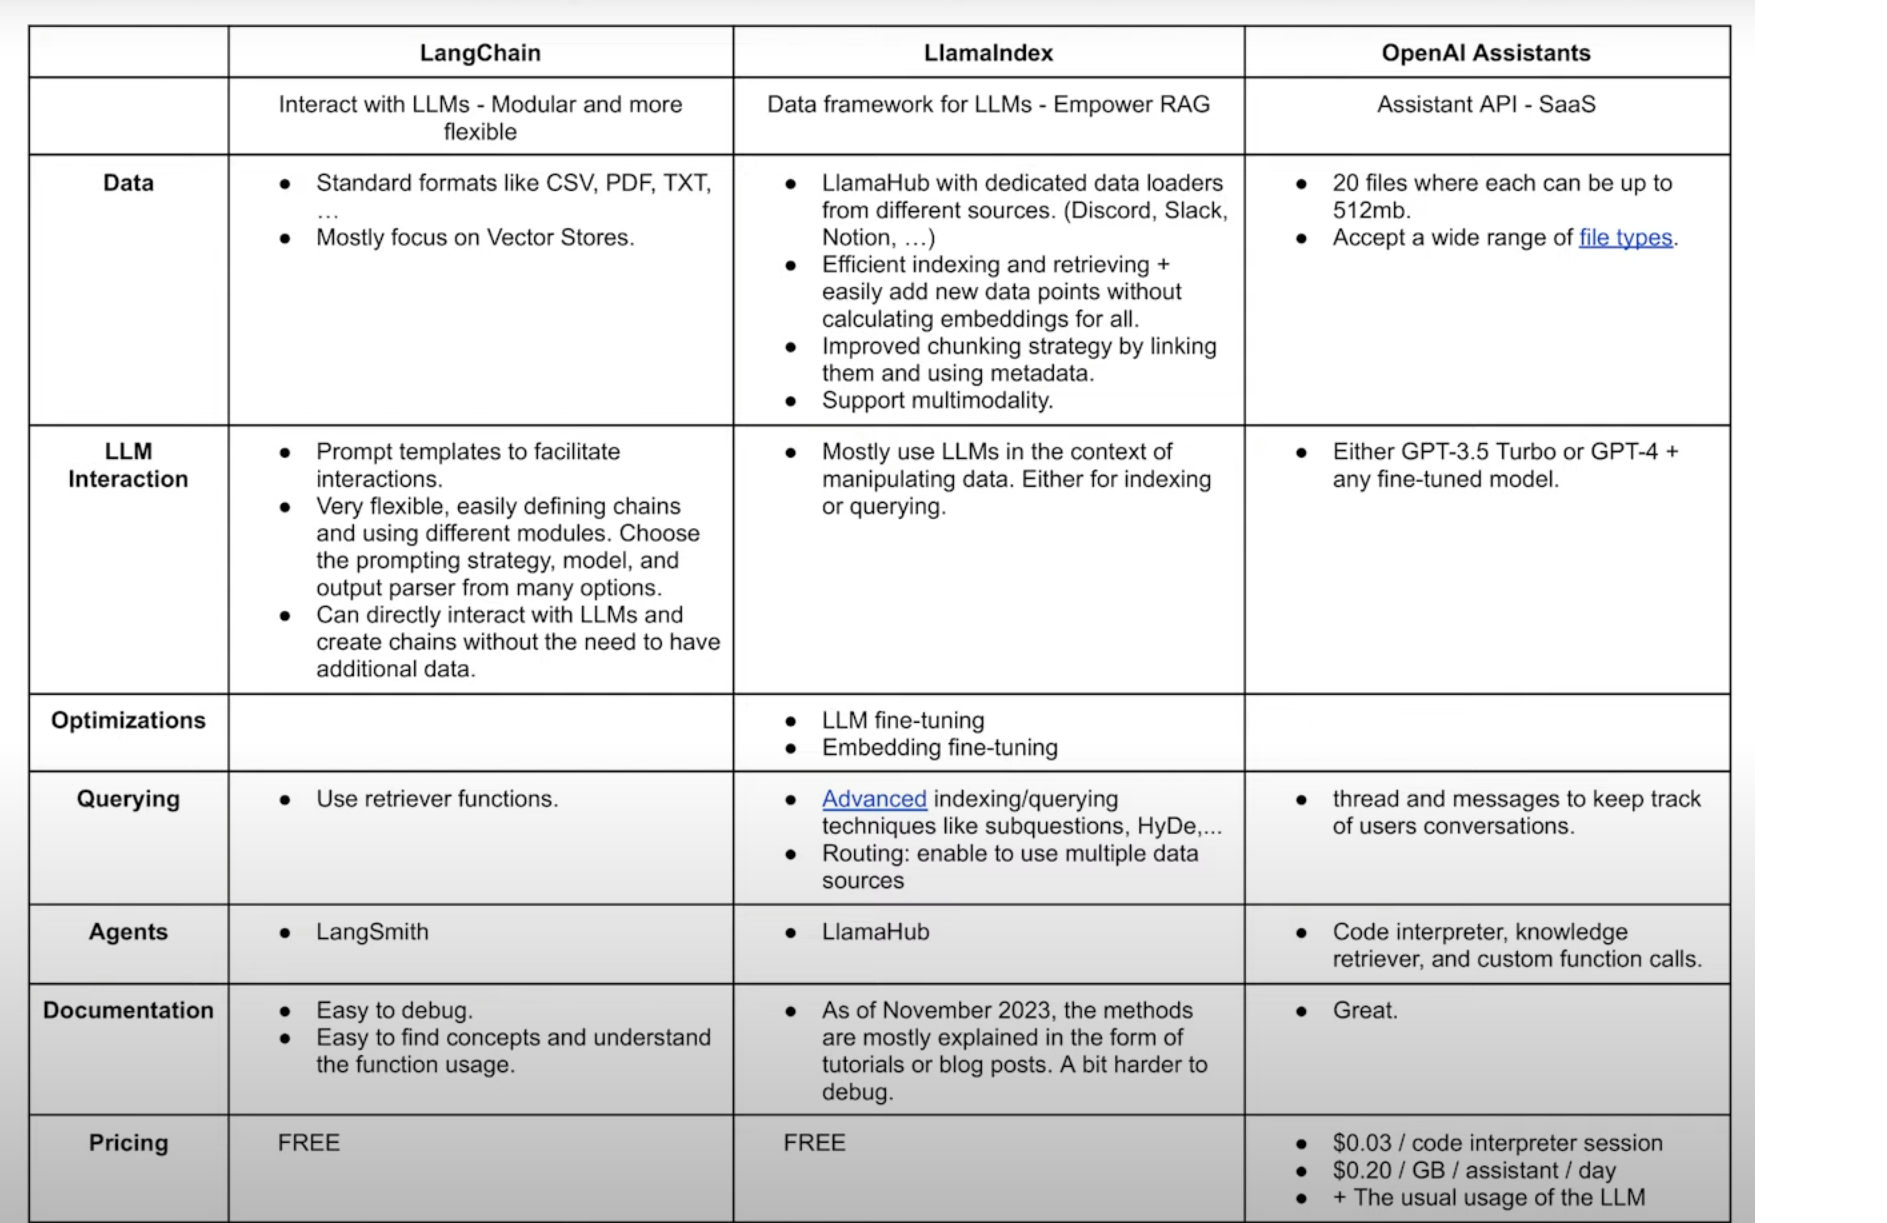 LangChain
LlamaIndex
OpenAI Assistants
Interact with LLMs - Modular and more
flexible
Data framework for LLMs - Empower RAG
Assistant API - SaaS
Data
● Standard formats like CSV, PDF, TXT,
...
● Mostly focus on Vector Stores.
● LlamaHub with dedicated data loaders
from different sources. (Discord, Slack,
Notion, ...)
● Efficient indexing and retrieving +
easily add new data points without
calculating embeddings for all.
● Improved chunking strategy by linking
them and using metadata.
● Support multimodality.
● 20 files where each can be up to
512mb.
● Accept a wide range of file types.
LLM
Interaction
● Prompt templates to facilitate
interactions.
● Very flexible, easily defining chains
and using different modules. Choose
the prompting strategy, model, and
output parser from many options.
● Can directly interact with LLMs and
create chains without the need to have
additional data.
● Mostly use LLMs in the context of
manipulating data. Either for indexing
or querying.
● Either GPT-3.5 Turbo or GPT-4 +
any fine-tuned model.
Optimizations
● LLM fine-tuning
● Embedding fine-tuning
Querying
● Use retriever functions.
● Advanced indexing/querying
techniques like subquestions, HyDe,...
● Routing: enable to use multiple data
sources
● thread and messages to keep track
of users conversations.
Agents
● LangSmith
● LlamaHub
● Code interpreter, knowledge
retriever, and custom function calls.
Documentation
● Easy to debug.
● Easy to find concepts and understand
the function usage.
● As of November 2023, the methods
are mostly explained in the form of
tutorials or blog posts. A bit harder to
debug.
● Great.
Pricing
FREE
FREE
● $0.03 / code interpreter session
● $0.20 / GB / assistant / day
● + The usual usage of the LLM